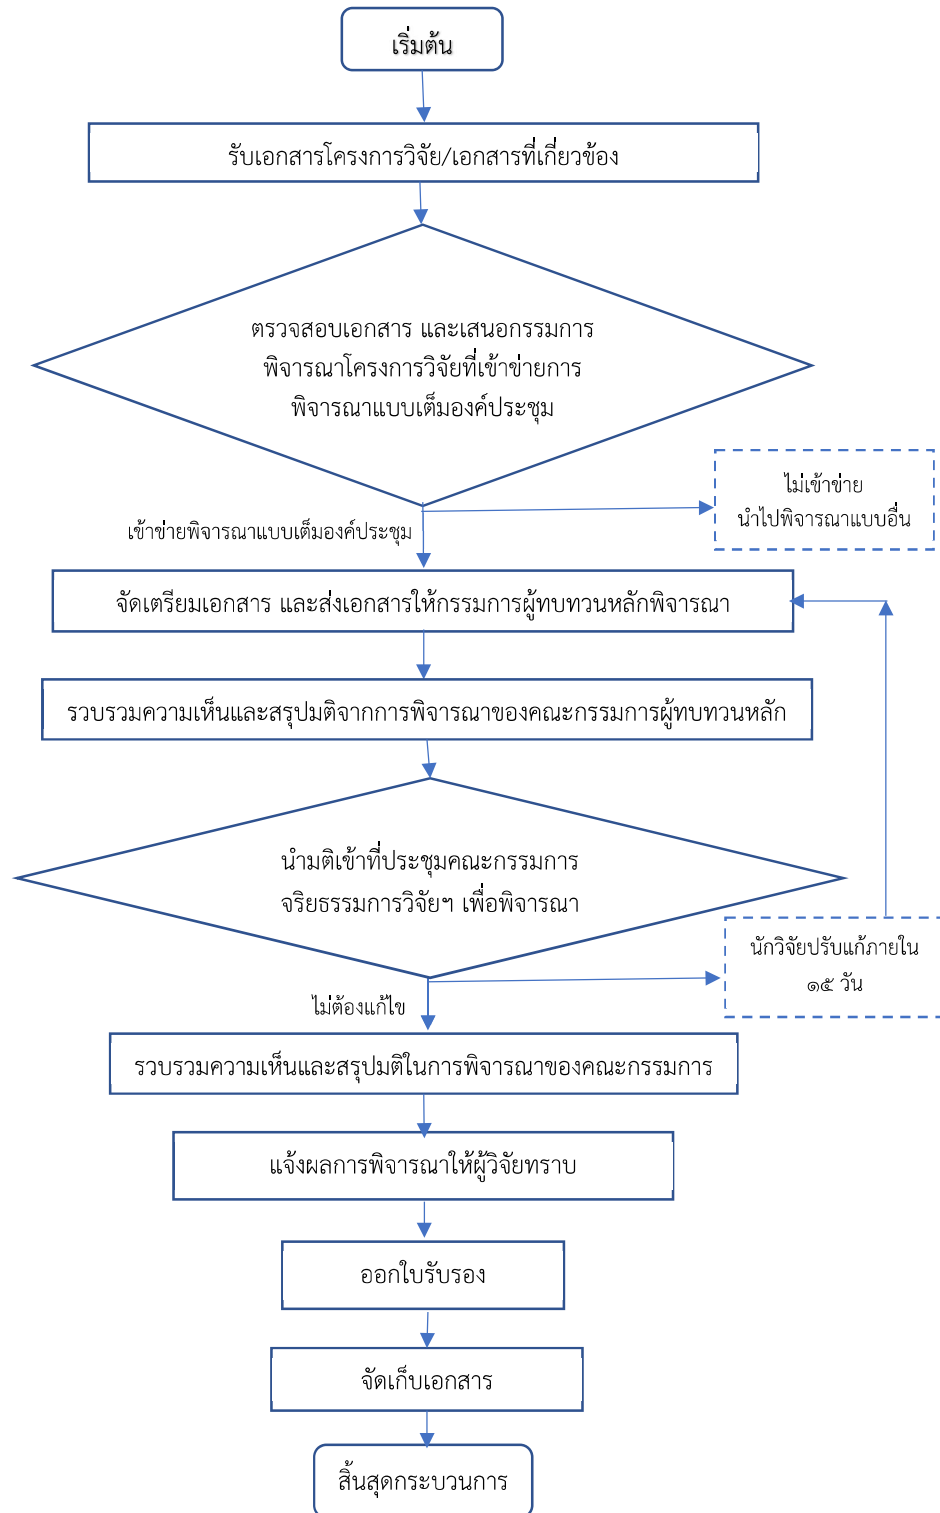 เริ่มต้น
รับเอกสารโครงการวิจัย/เอกสารที่เกี่ยวข้อง
ตรวจสอบเอกสาร และเสนอกรรมการ
พิจารณาโครงการวิจัยที่เข้าข่ายการ
พิจารณาแบบเต็มองค์ประชุม
ไม่เข้าข่าย
นำไปพิจารณาแบบอื่น
เข้าข่ายพิจารณาแบบเต็มองค์ประชุม
จัดเตรียมเอกสาร และส่งเอกสารให้กรรมการผู้ทบทวนหลักพิจารณา
รวบรวมความเห็นและสรุปมติจากการพิจารณาของคณะกรรมการผู้ทบทวนหลัก
นำมติเข้าที่ประชุมคณะกรรมการ
จริยธรรมการวิจัยฯ เพื่อพิจารณา
นักวิจัยปรับแก้ภายใน
๑๕ วัน
ไม่ต้องแก้ไข
รวบรวมความเห็นและสรุปมติในการพิจารณาของคณะกรรมการ
แจ้งผลการพิจารณาให้ผู้วิจัยทราบ
ออกใบรับรอง
จัดเก็บเอกสาร
สิ้นสุดกระบวนการ